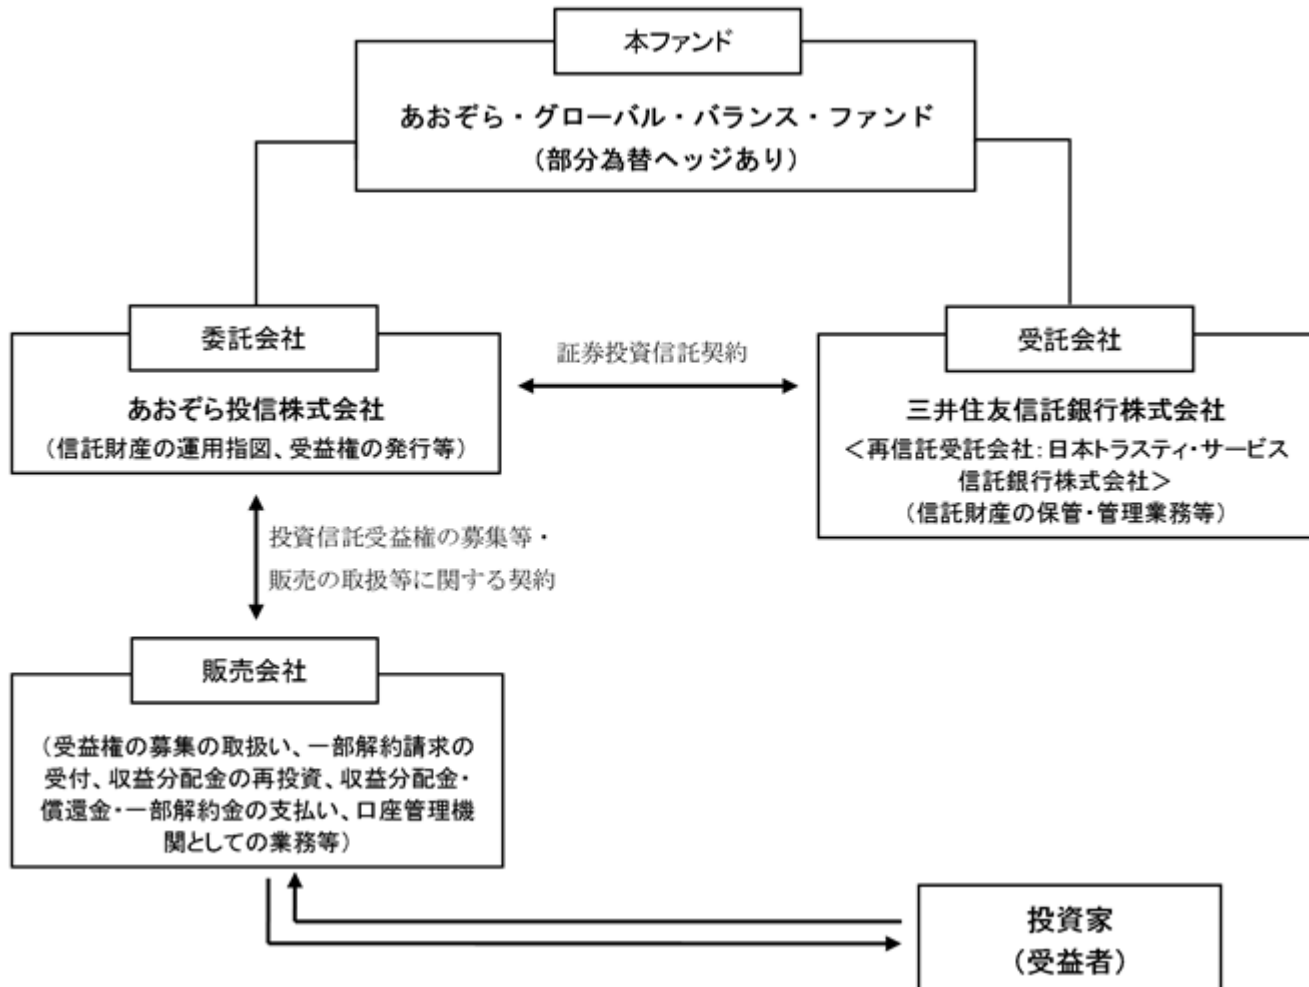 本ファンド
あおぞら・グローバル・バランス・ファンド
（部分為替ヘッジあり）
委託会社
あおぞら投信株式会社
（信託財産の運用指図、受益権の発行等）
証券投資信託契約
受託会社
三井住友信託銀行株式会社
＜再信託受託会社：日本トラスティ・サービス
信託銀行株式会社＞
（信託財産の保管・管理業務等）
投資信託受益権の募集等・
販売の取扱等に関する契約
販売会社
（受益権の募集の取扱い、一部解約請求の
受付、収益分配金の再投資、収益分配金・
償還金・一部解約金の支払い、口座管理機
関としての業務等）
投資家
（受益者）